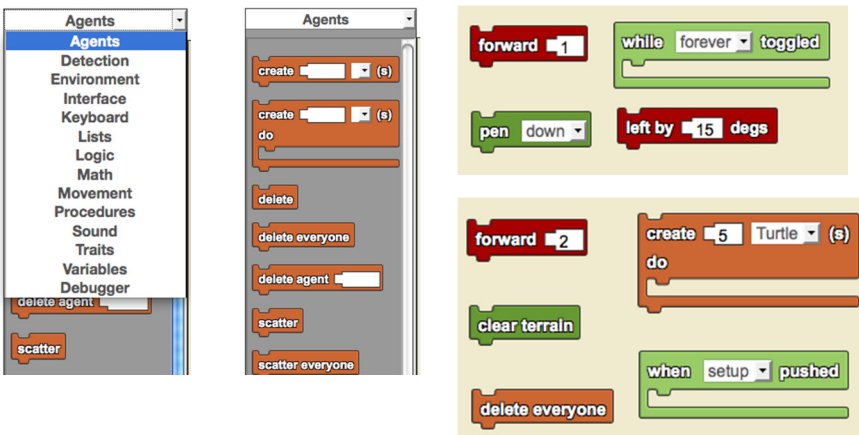 Agents
Agents
Detection
Environment
Interface
Keyboard
Lists
Logic
Math
Movement
Procedures
Sound
Traits
Variables
Debugger
delete agent
scatter
Agents
create (s)
create (s)
do
delete
delete everyone
delete agent
scatter
scatter everyone
forward 1
while forever toggled
pen down
left by 15 degs
forward 2
create 5 Turtle (s)
do
clear terrain
when setup pushed
delete everyone